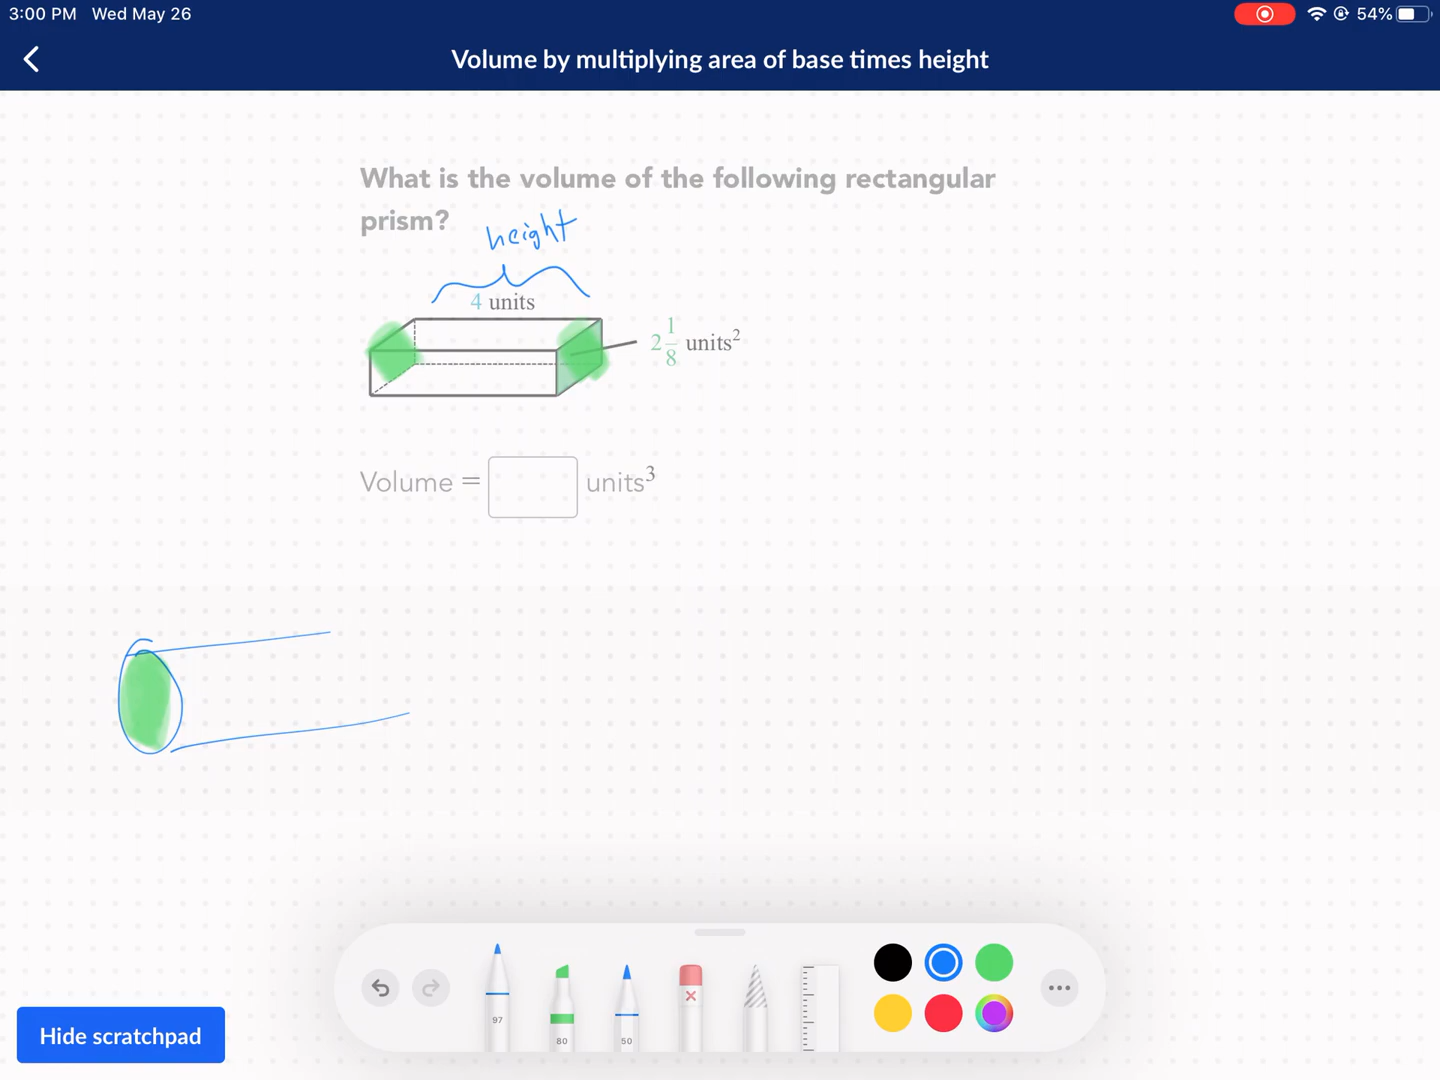 3:00 PM Wed May 26
54%
Volume by multiplying area of base times height
What is the volume of the following rectangular
prism?
height
4 units
2 1/8 units²
Volume = units³
97
80
50
Hide scratchpad